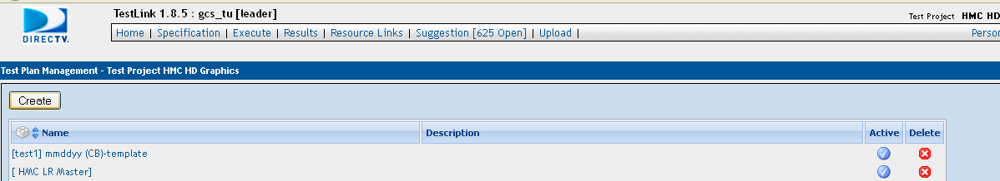 TestLink 1.8.5 : gcs_tu [leader]
Test Project HMC HD
DIRECTV.
Home | Specification | Execute | Results | Resource Links | Suggestion [625 Open] | Upload |
Perso
Test Plan Management - Test Project HMC HD Graphics
Create
Name Description Active Delete
[test1] mmddyy (CB)-template
[ HMC LR Master]